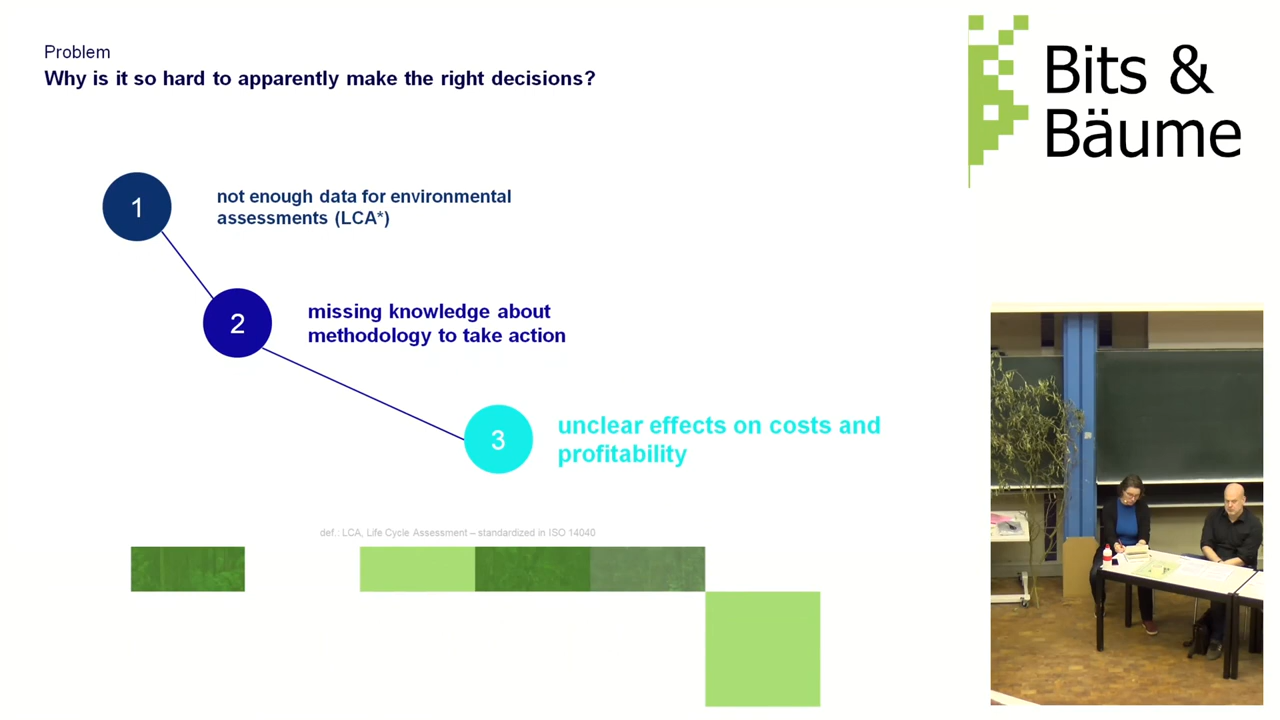 Problem
Why is it so hard to apparently make the right decisions?
1
not enough data for environmental
assessments (LCA*)
2
missing knowledge about
methodology to take action
3
unclear effects on costs and
profitability
def.: LCA, Life Cycle Assessment – standardized in ISO 14040
Bits &
Bäume